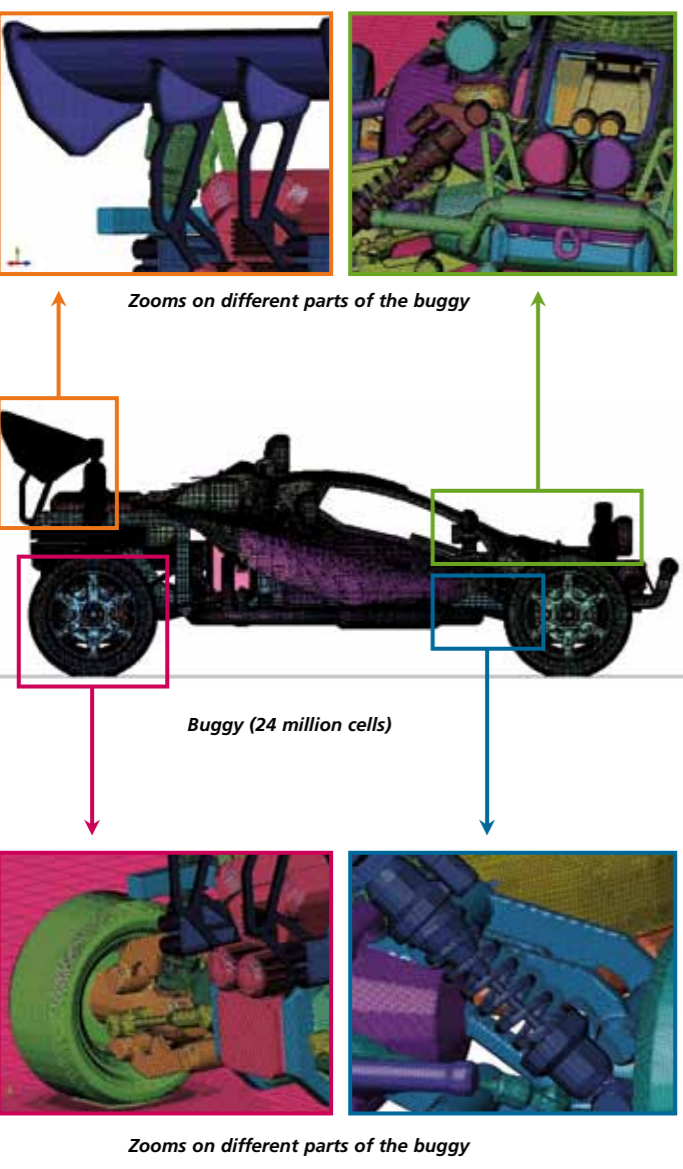 Zooms on different parts of the buggy
Buggy (24 million cells)
Zooms on different parts of the buggy